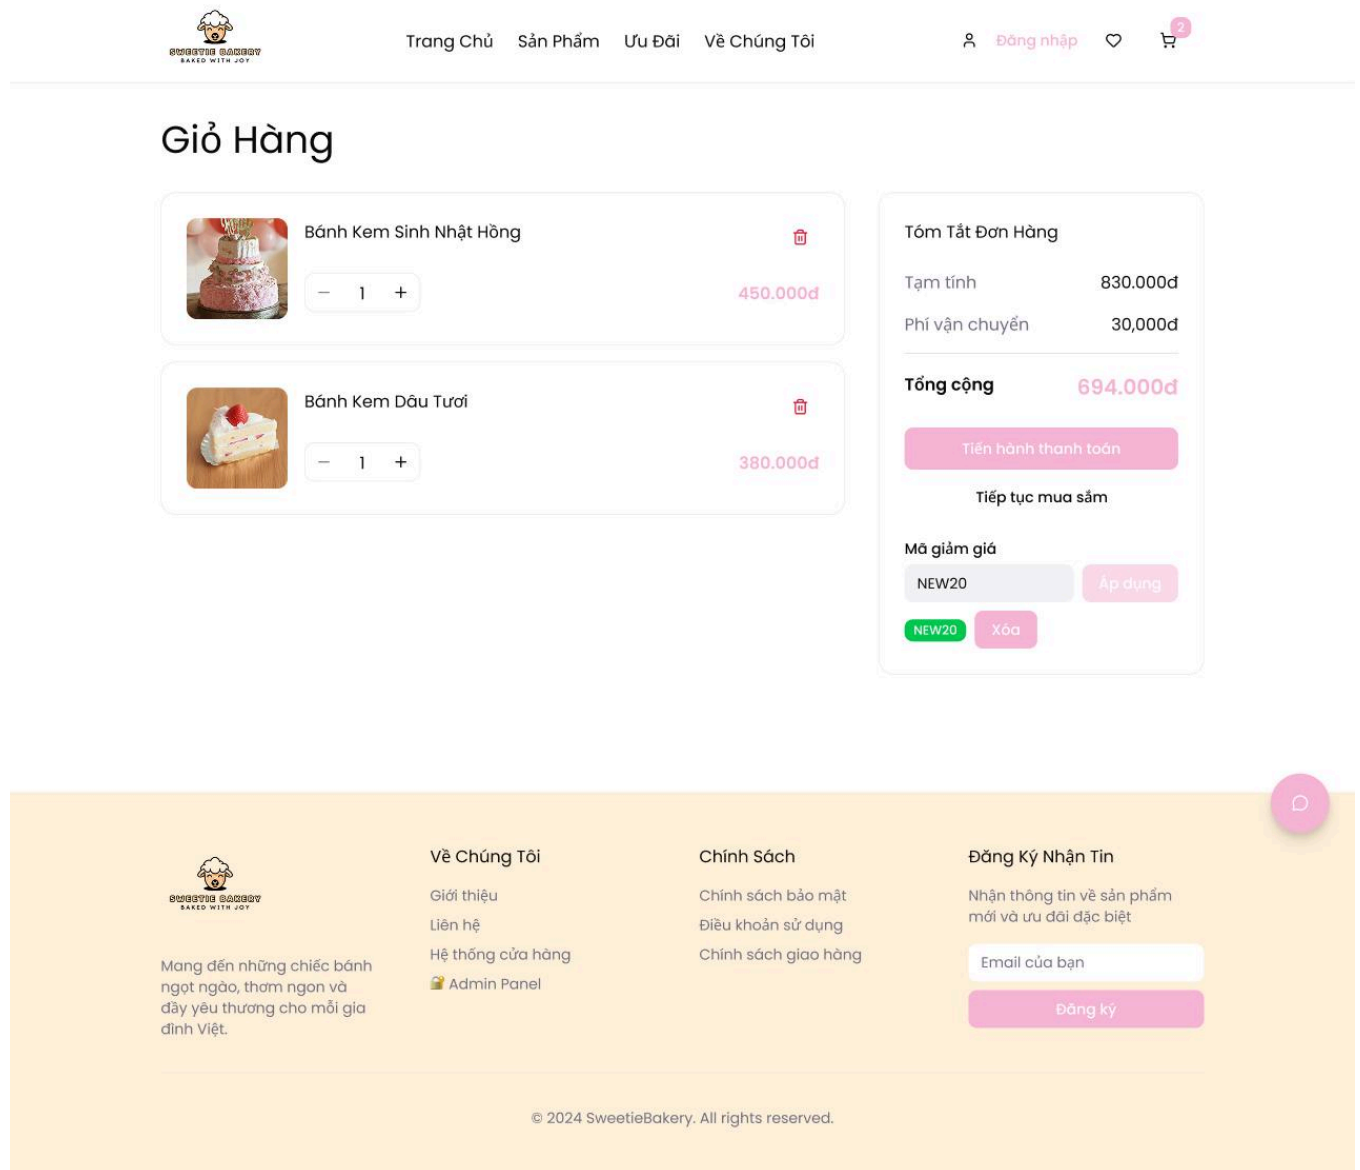 SWEETIE BAKERY
BAKED WITH JOY
Trang Chủ
Sản Phẩm
Ưu Đãi
Về Chúng Tôi
Đăng nhập
2
Giỏ Hàng
Bánh Kem Sinh Nhật Hồng
1
450.000đ
Bánh Kem Dâu Tươi
1
380.000đ
Tóm Tắt Đơn Hàng
Tạm tính 830.000đ
Phí vận chuyển 30,000đ
Tổng cộng 694.000đ
Tiến hành thanh toán
Tiếp tục mua sắm
Mã giảm giá
NEW20
Áp dụng
NEW20
Xóa
SWEETIE BAKERY
BAKED WITH JOY
Mang đến những chiếc bánh
ngọt ngào, thơm ngon và
đầy yêu thương cho mỗi gia
đình Việt.
Về Chúng Tôi
Giới thiệu
Liên hệ
Hệ thống cửa hàng
🔐 Admin Panel
Chính Sách
Chính sách bảo mật
Điều khoản sử dụng
Chính sách giao hàng
Đăng Ký Nhận Tin
Nhận thông tin về sản phẩm
mới và ưu đãi đặc biệt
Email của bạn
Đăng ký
© 2024 SweetieBakery. All rights reserved.